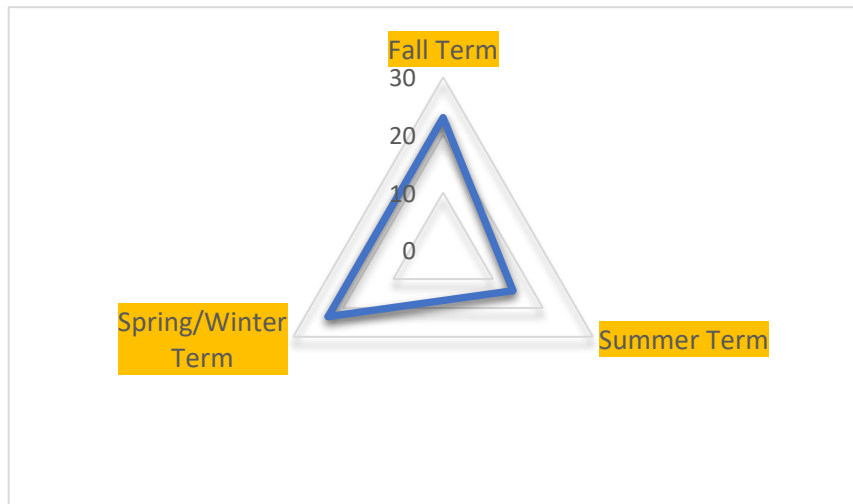 Fall Term
30
20
10
0
Spring/Winter
Term
Summer Term